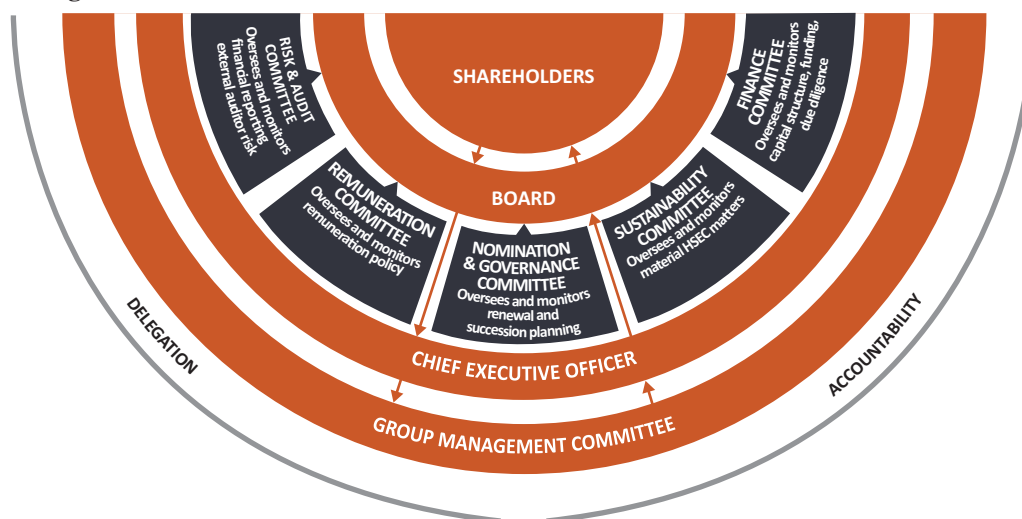 SHAREHOLDERS
BOARD
RISK & AUDIT
COMMITTEE
Oversees and monitors
financial reporting
external auditor risk
REMUNERATION
COMMITTEE
Oversees and monitors
remuneration policy
NOMINATION
& GOVERNANCE
COMMITTEE
Oversees and monitors
renewal and
succession planning
SUSTAINABILITY
COMMITTEE
Oversees and monitors
material HSEC matters
FINANCE
COMMITTEE
Oversees and monitors
capital structure, funding,
due diligence
CHIEF EXECUTIVE OFFICER
GROUP MANAGEMENT COMMITTEE
DELEGATION
ACCOUNTABILITY